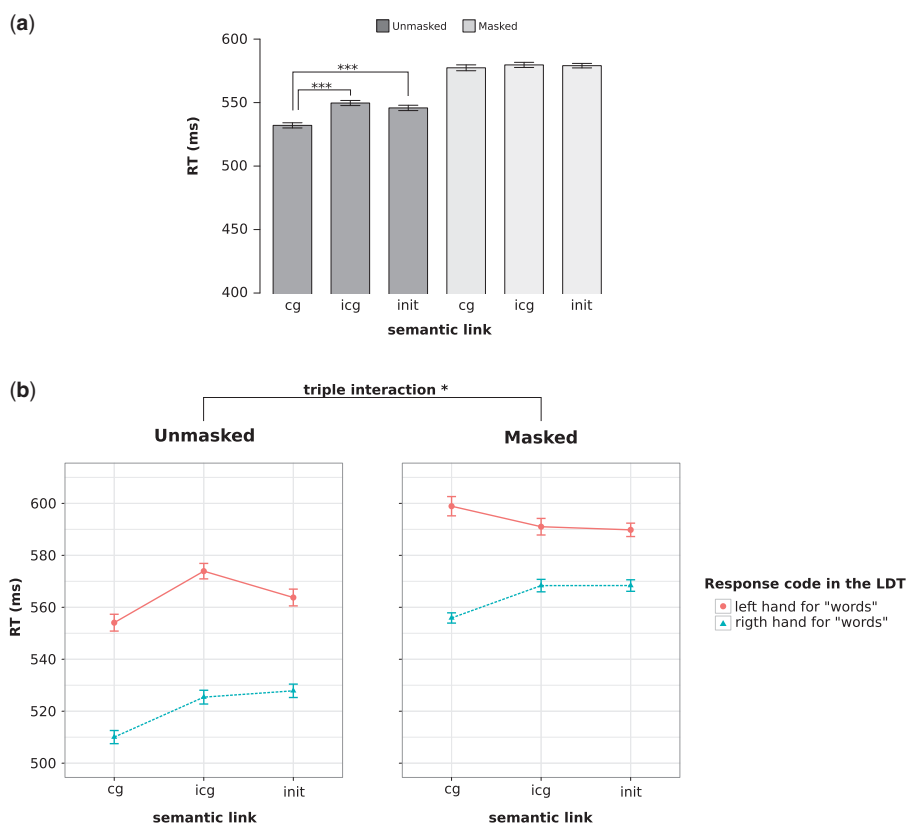 (a)
Unmasked Masked
600
550
500
450
400
RT (ms)
***
***
cg icg init cg icg init
semantic link
(b)
triple interaction *
Unmasked Masked
600
580
560
540
520
500
RT (ms)
cg icg init cg icg init
semantic link semantic link
Response code in the LDT
left hand for "words"
rigth hand for "words"